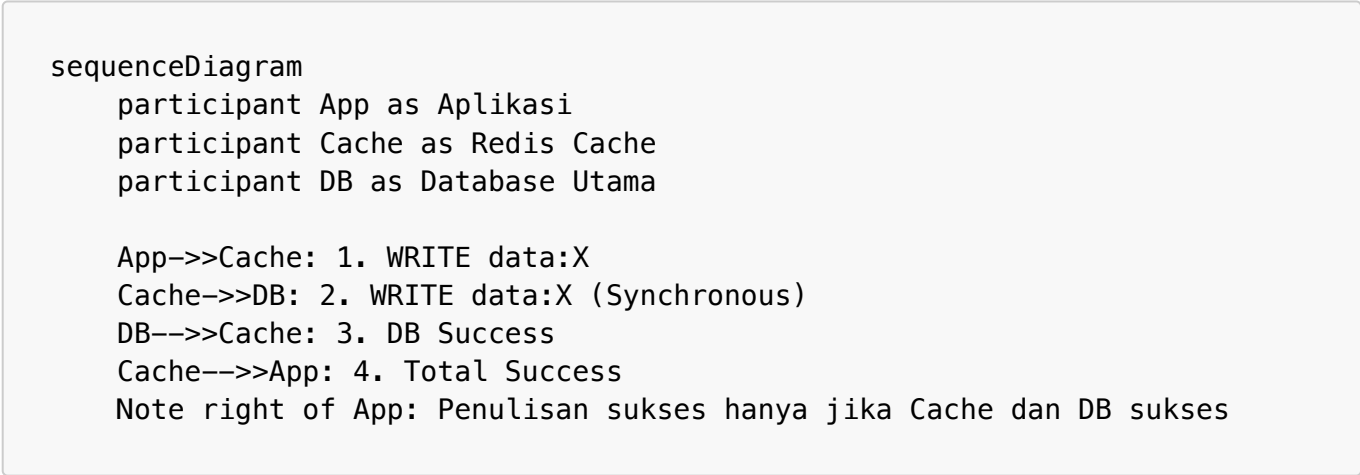 sequenceDiagram
    participant App as Aplikasi
    participant Cache as Redis Cache
    participant DB as Database Utama

    App->>Cache: 1. WRITE data:X
    Cache->>DB: 2. WRITE data:X (Synchronous)
    DB-->>Cache: 3. DB Success
    Cache-->>App: 4. Total Success
    Note right of App: Penulisan sukses hanya jika Cache dan DB sukses